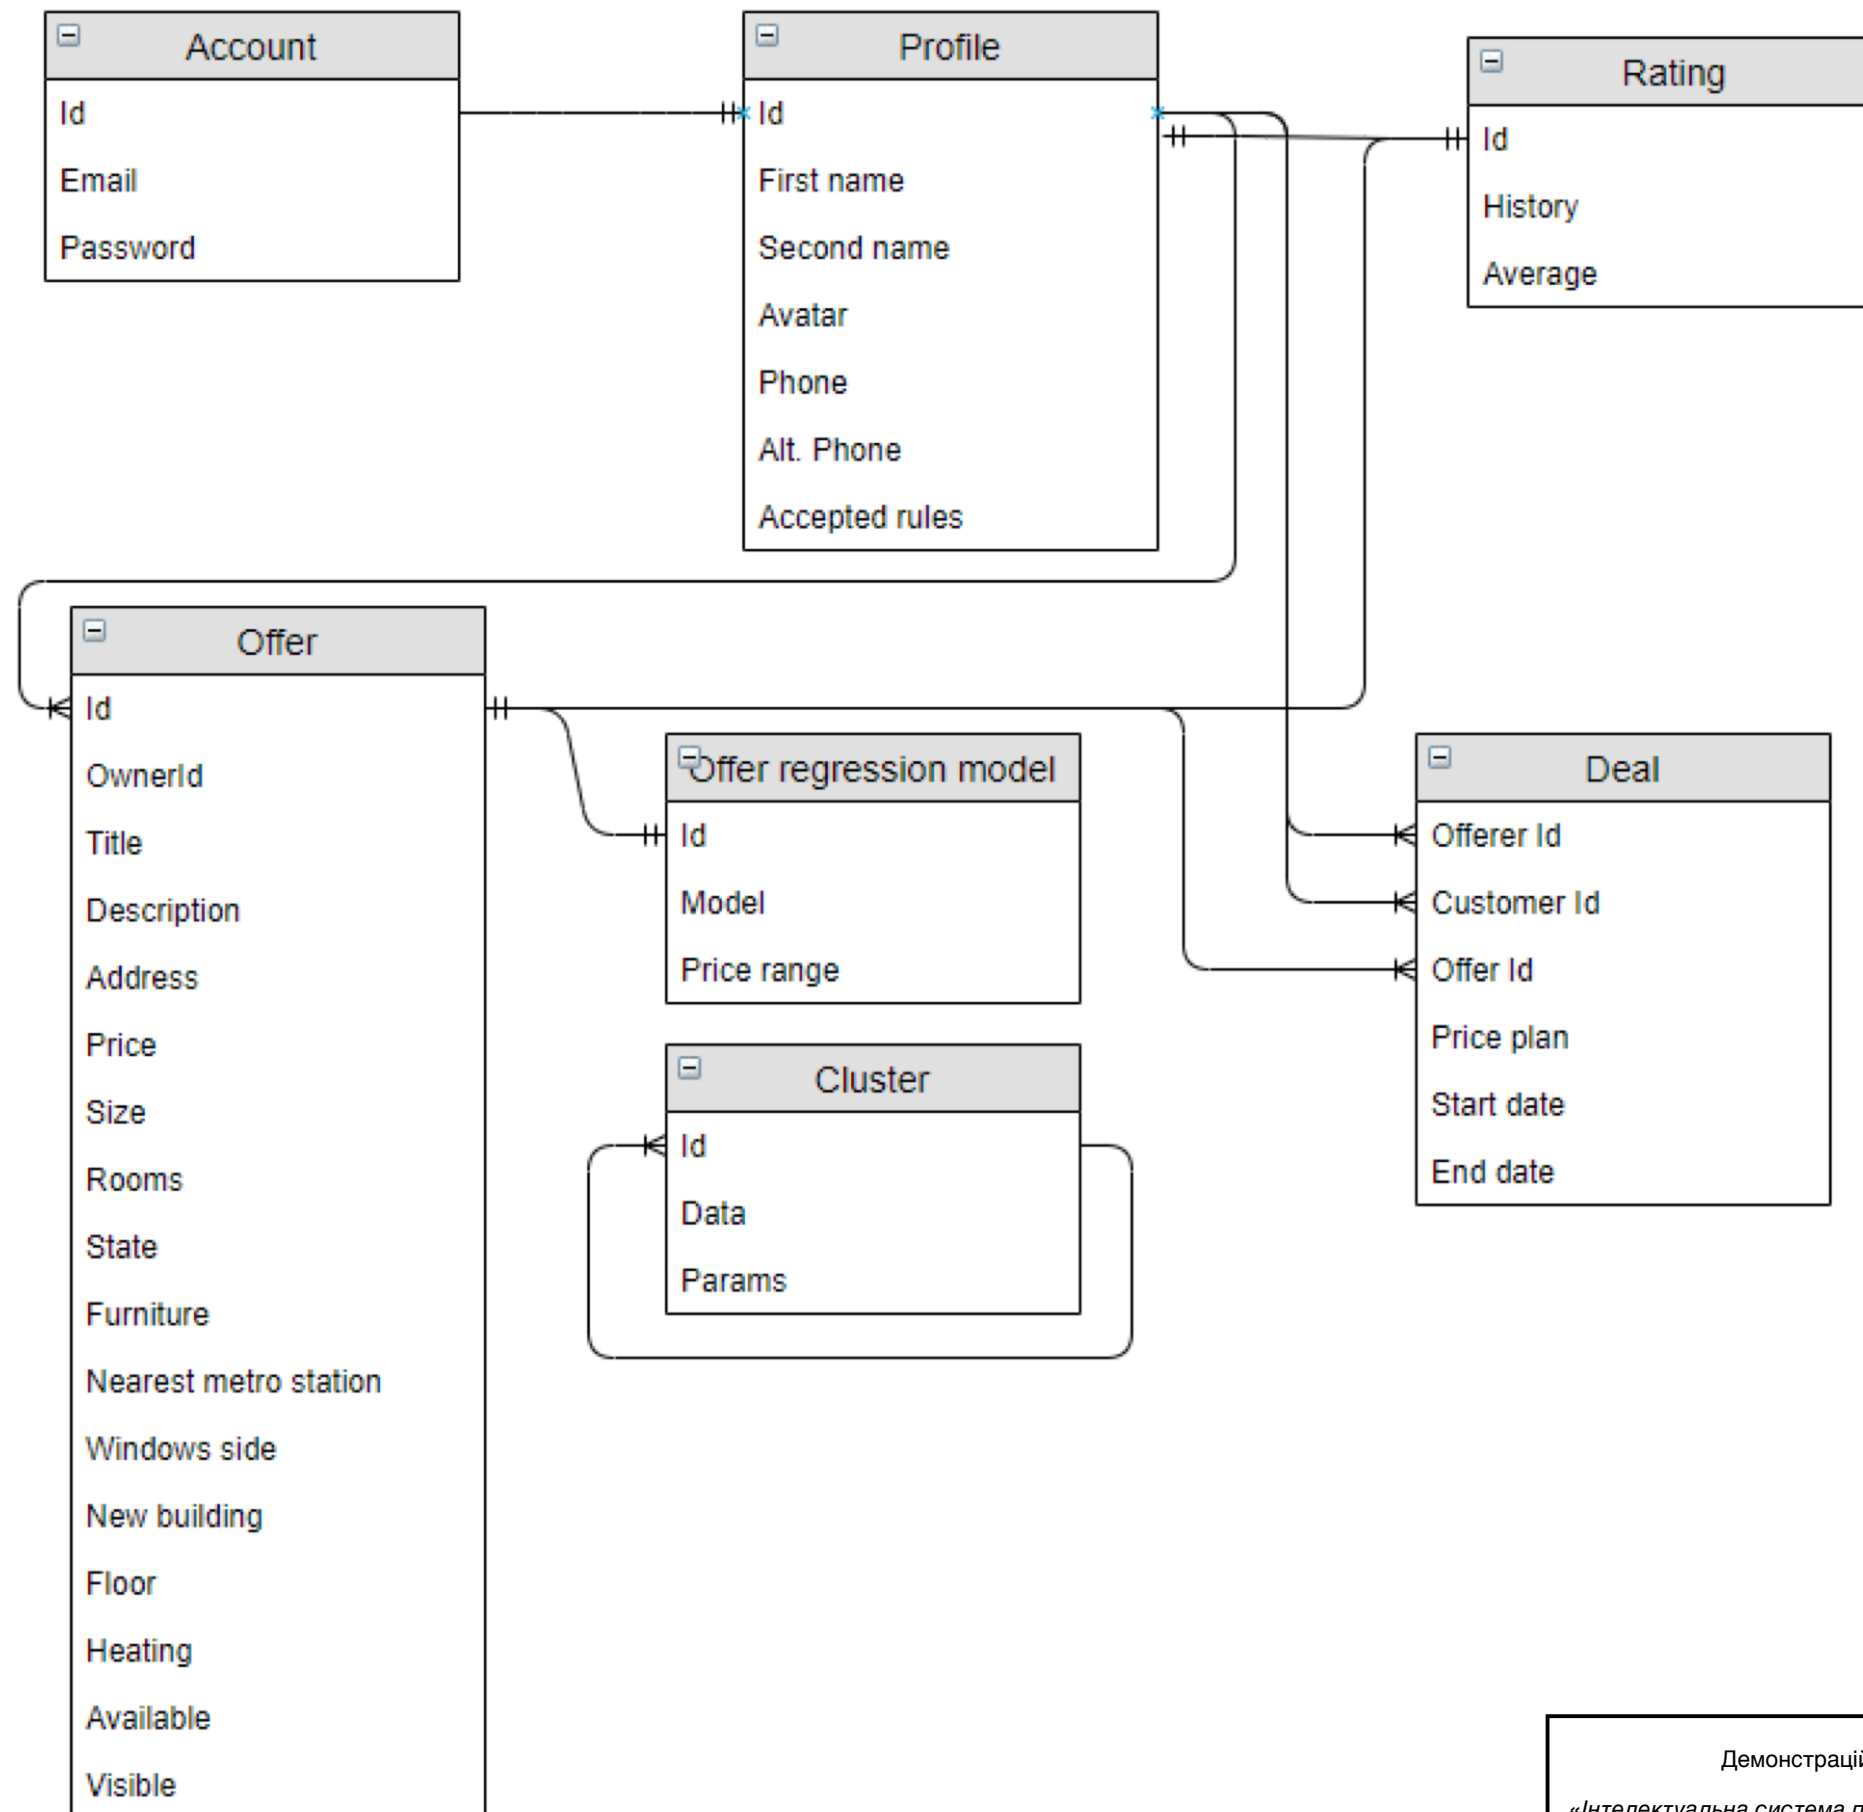 Account
Id
Email
Password
Profile
Id
First name
Second name
Avatar
Phone
Alt. Phone
Accepted rules
Rating
Id
History
Average
Offer
Id
OwnerId
Title
Description
Address
Price
Size
Rooms
State
Furniture
Nearest metro station
Windows side
New building
Floor
Heating
Available
Visible
Offer regression model
Id
Model
Price range
Cluster
Id
Data
Params
Deal
Offerer Id
Customer Id
Offer Id
Price plan
Start date
End date
«Інтелектуальна система